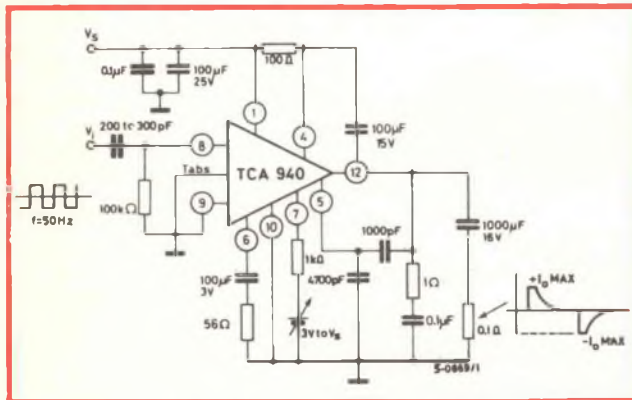 Vs
100Ω
0.1μF
100μF
25V
1
4
100μF
15V
200 to 300pF
Vi
8
Tabs
TCA 940
12
f=50Hz
100kΩ
9
6
10
7
5
1000pF
1000μF
16V
100μF
3V
1kΩ
4700pF
1Ω
+Io MAX
56Ω
3V to Vs
0.1μF
0.1Ω
-Io MAX
5-0869/1